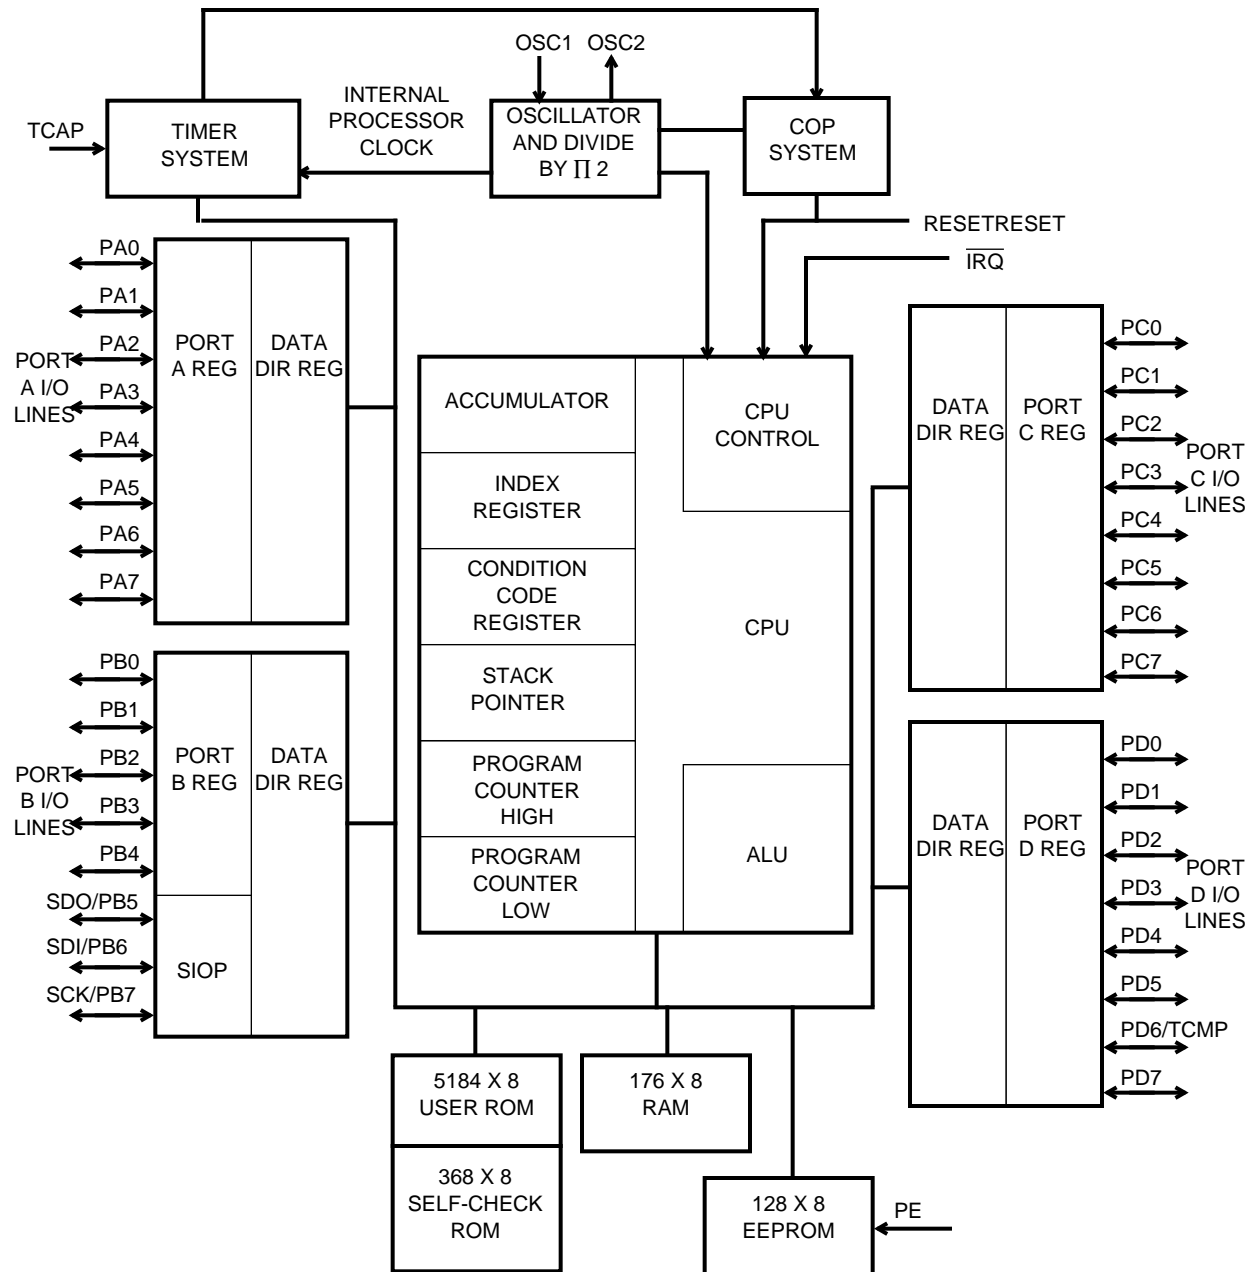 OSC1 OSC2
TCAP
TIMER
SYSTEM
INTERNAL
PROCESSOR
CLOCK
OSCILLATOR
AND DIVIDE
BY ∏ 2
COP
SYSTEM
RESETRESET
IRQ
PA0
PA1
PA2
PA3
PA4
PA5
PA6
PA7
PORT
A I/O
LINES
PORT
A REG
DATA
DIR REG
PB0
PB1
PB2
PB3
PB4
SDO/PB5
SDI/PB6
SCK/PB7
PORT
B I/O
LINES
PORT
B REG
DATA
DIR REG
SIOP
ACCUMULATOR
INDEX
REGISTER
CONDITION
CODE
REGISTER
STACK
POINTER
PROGRAM
COUNTER
HIGH
PROGRAM
COUNTER
LOW
CPU
CONTROL
CPU
ALU
DATA
DIR REG
PORT
C REG
PC0
PC1
PC2
PC3
PC4
PC5
PC6
PC7
PORT
C I/O
LINES
DATA
DIR REG
PORT
D REG
PD0
PD1
PD2
PD3
PD4
PD5
PD6/TCMP
PD7
PORT
D I/O
LINES
5184 X 8
USER ROM
368 X 8
SELF-CHECK
ROM
176 X 8
RAM
128 X 8
EEPROM
PE